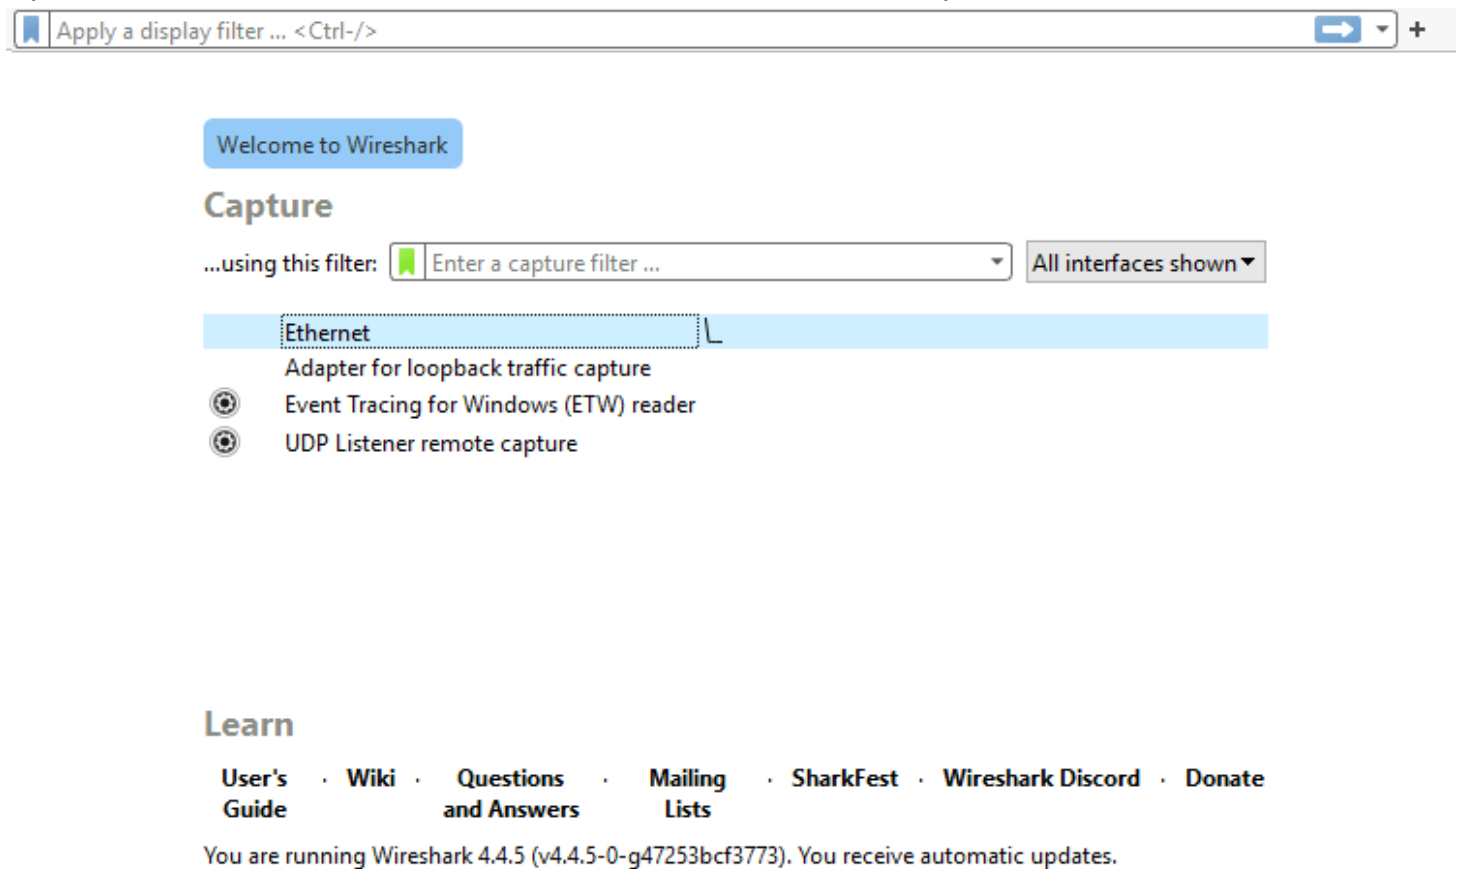 Apply a display filter ... <Ctrl-/>
Welcome to Wireshark
Capture
...using this filter: Enter a capture filter ... All interfaces shown
Ethernet
Adapter for loopback traffic capture
Event Tracing for Windows (ETW) reader
UDP Listener remote capture
Learn
User's Guide · Wiki · Questions and Answers · Mailing Lists · SharkFest · Wireshark Discord · Donate
You are running Wireshark 4.4.5 (v4.4.5-0-g47253bcf3773). You receive automatic updates.